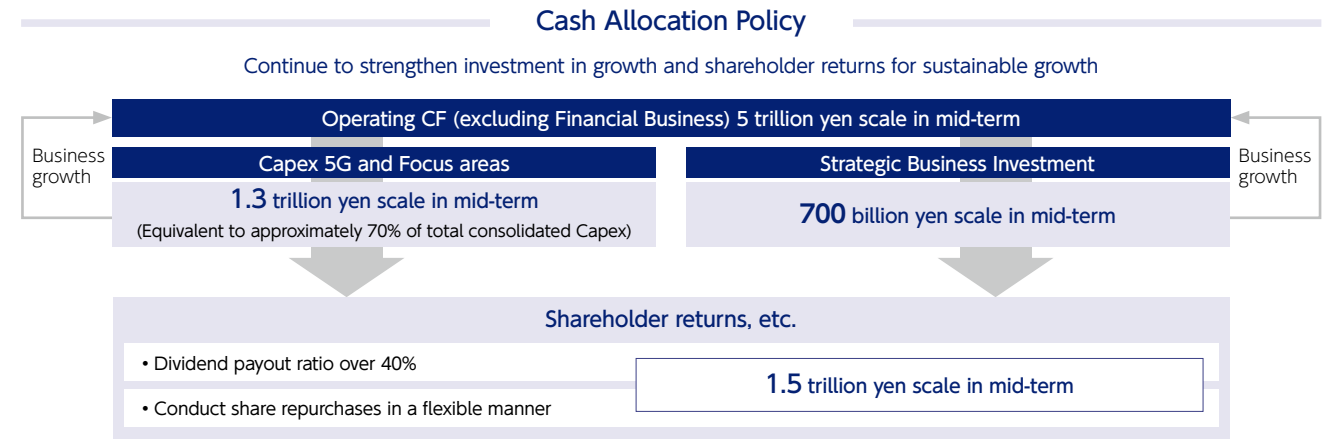 Cash Allocation Policy
Continue to strengthen investment in growth and shareholder returns for sustainable growth
Operating CF (excluding Financial Business) 5 trillion yen scale in mid-term
Business
growth
Capex 5G and Focus areas
1.3 trillion yen scale in mid-term
(Equivalent to approximately 70% of total consolidated Capex)
Strategic Business Investment
700 billion yen scale in mid-term
Business
growth
Shareholder returns, etc.
• Dividend payout ratio over 40%
• Conduct share repurchases in a flexible manner
1.5 trillion yen scale in mid-term